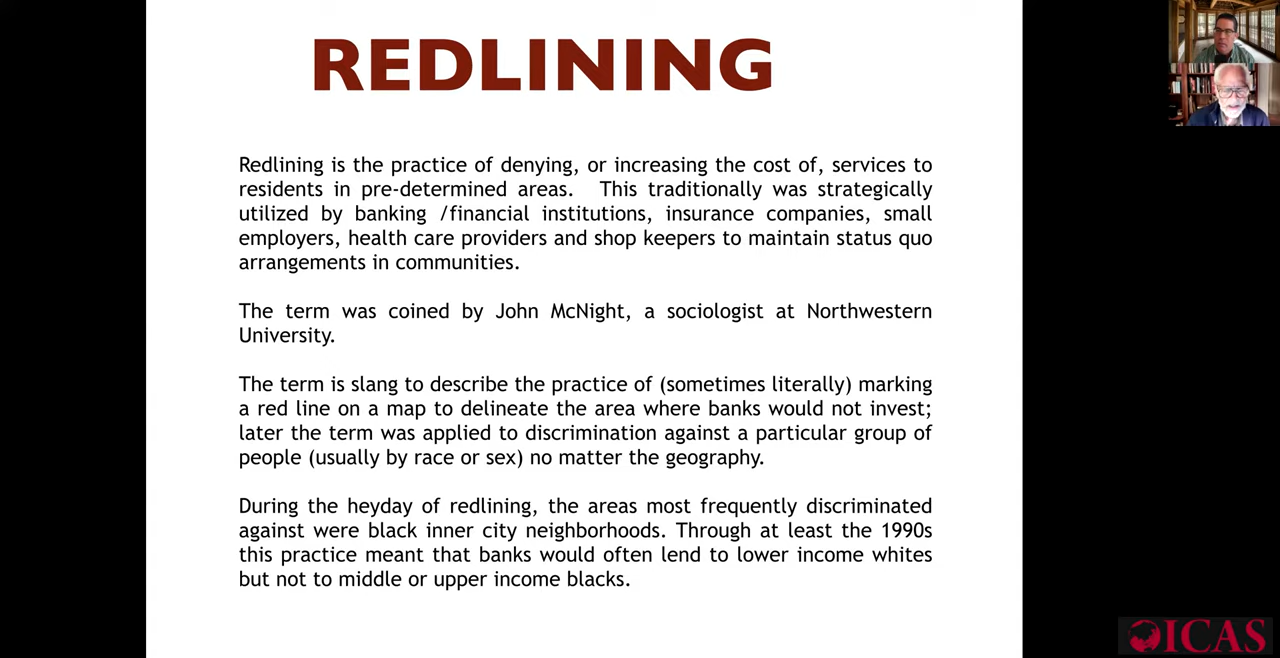 REDLINING
Redlining is the practice of denying, or increasing the cost of, services to
residents in pre-determined areas.  This traditionally was strategically
utilized by banking /financial institutions, insurance companies, small
employers, health care providers and shop keepers to maintain status quo
arrangements in communities.
The term was coined by John McNight, a sociologist at Northwestern
University.
The term is slang to describe the practice of (sometimes literally) marking
a red line on a map to delineate the area where banks would not invest;
later the term was applied to discrimination against a particular group of
people (usually by race or sex) no matter the geography.
During the heyday of redlining, the areas most frequently discriminated
against were black inner city neighborhoods. Through at least the 1990s
this practice meant that banks would often lend to lower income whites
but not to middle or upper income blacks.
ICAS